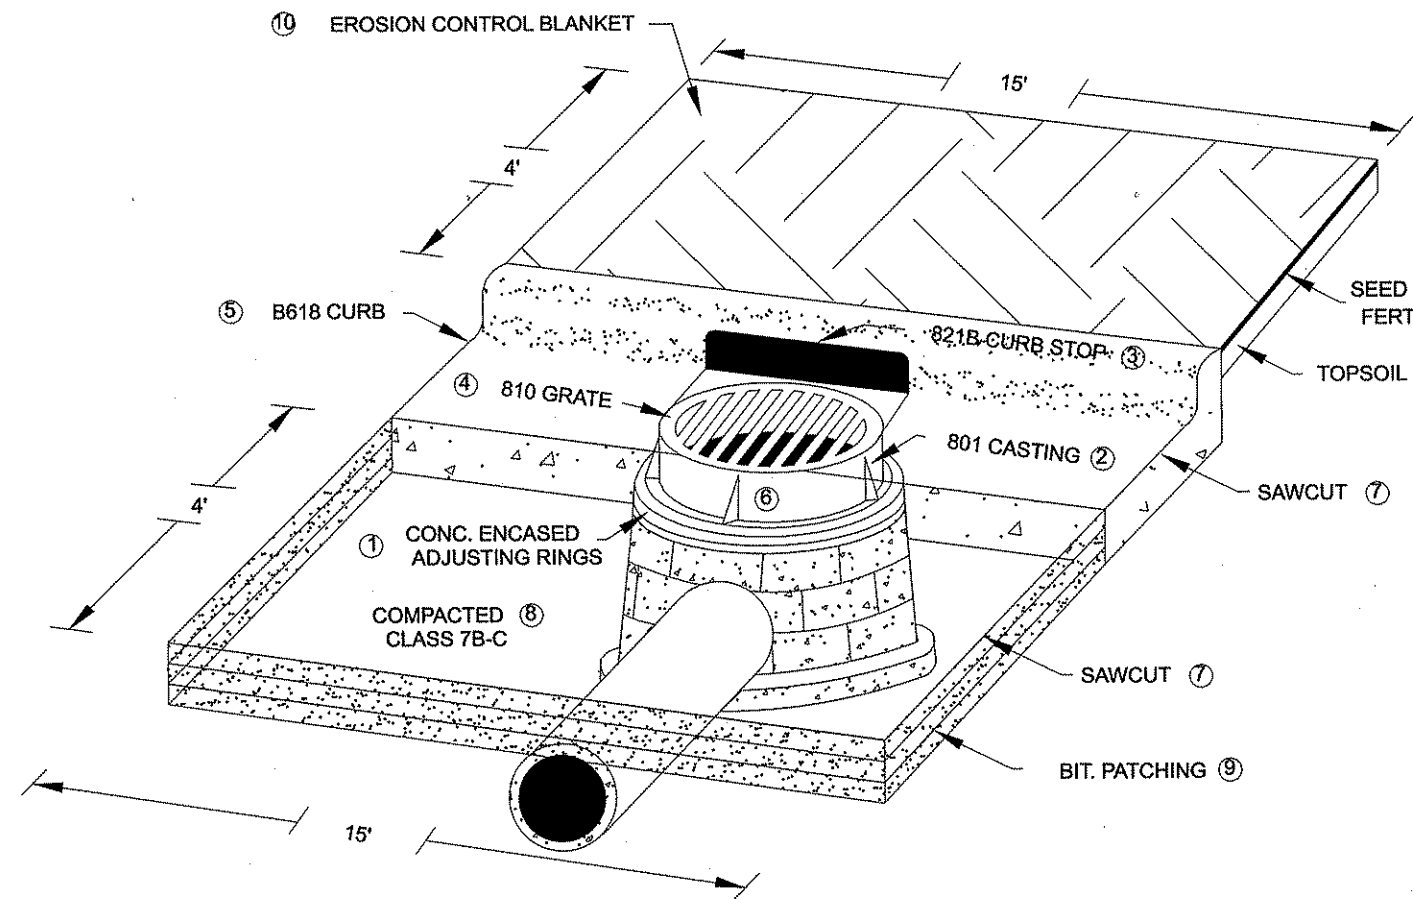 ⑩ EROSION CONTROL BLANKET
15'
4'
SEED
FERT
⑤ B618 CURB
821B CURB STOP ③
TOPSOIL
④ 810 GRATE
801 CASTING ②
SAWCUT ⑦
4'
⑥
① CONC. ENCASED
ADJUSTING RINGS
COMPACTED ⑧
CLASS 7B-C
SAWCUT ⑦
BIT. PATCHING ⑨
15'